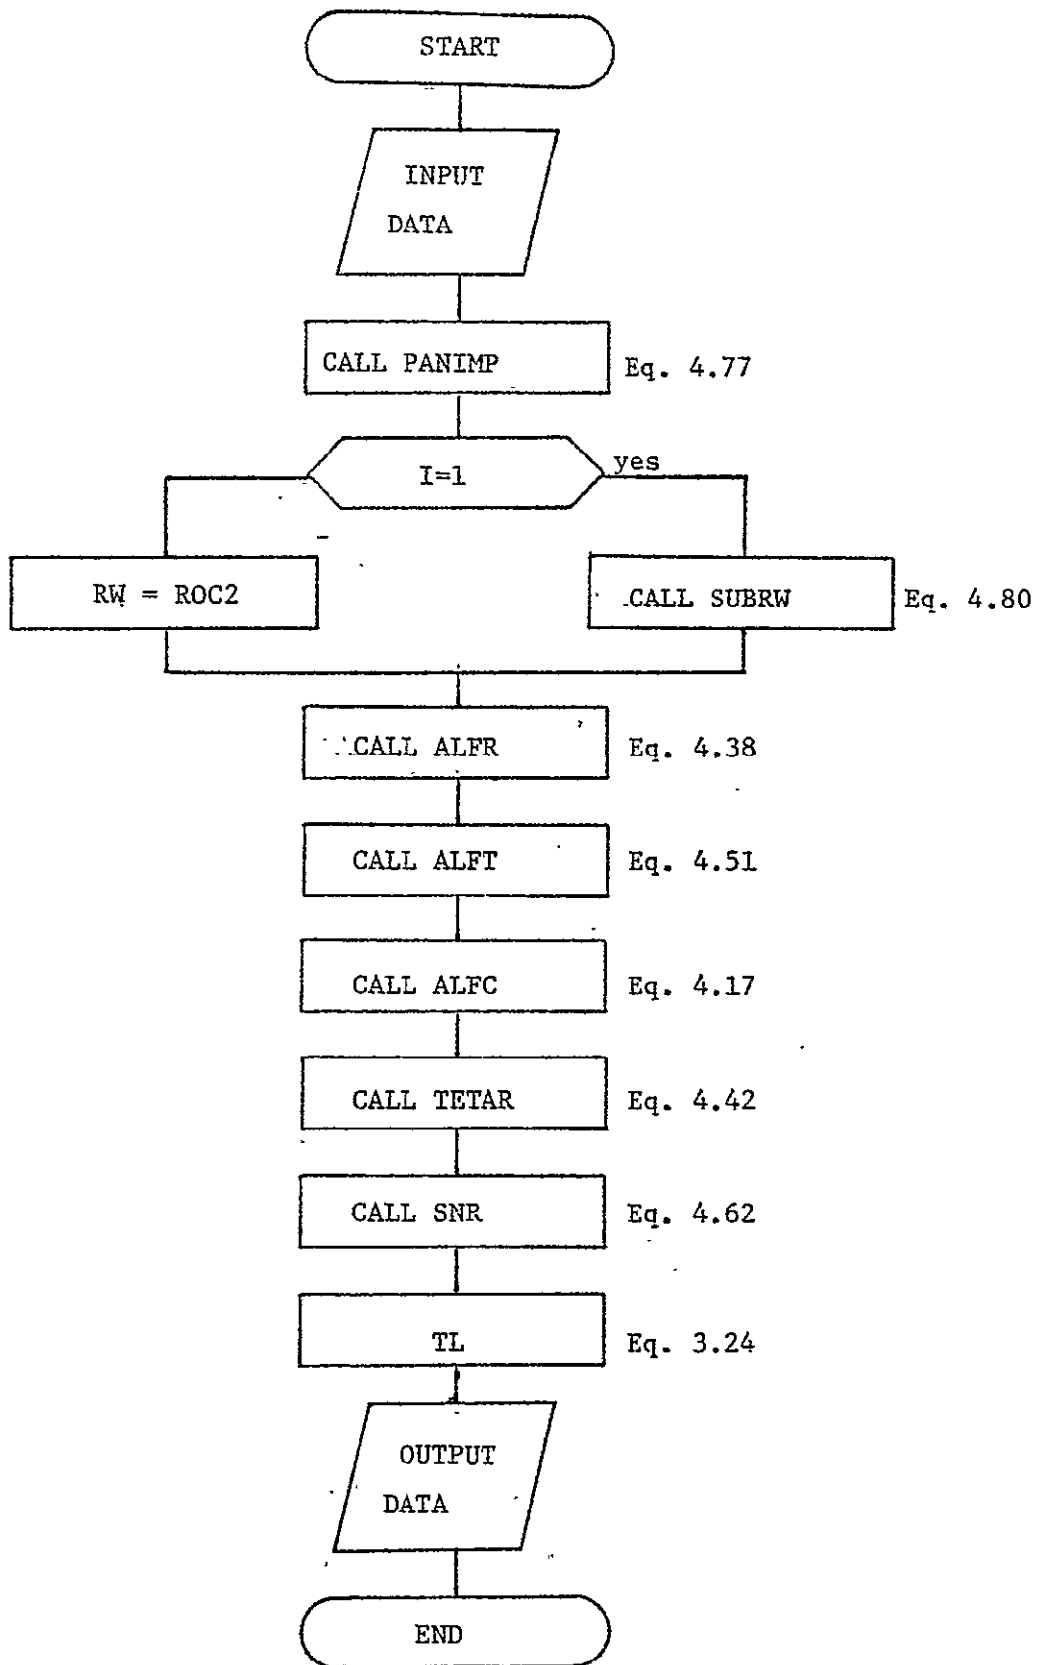 START
INPUT
DATA
CALL PANIMP
Eq. 4.77
I=1
yes
RW = ROC2
CALL SUBRW
Eq. 4.80
CALL ALFR
Eq. 4.38
CALL ALFT
Eq. 4.51
CALL ALFC
Eq. 4.17
CALL TETAR
Eq. 4.42
CALL SNR
Eq. 4.62
TL
Eq. 3.24
OUTPUT
DATA
END